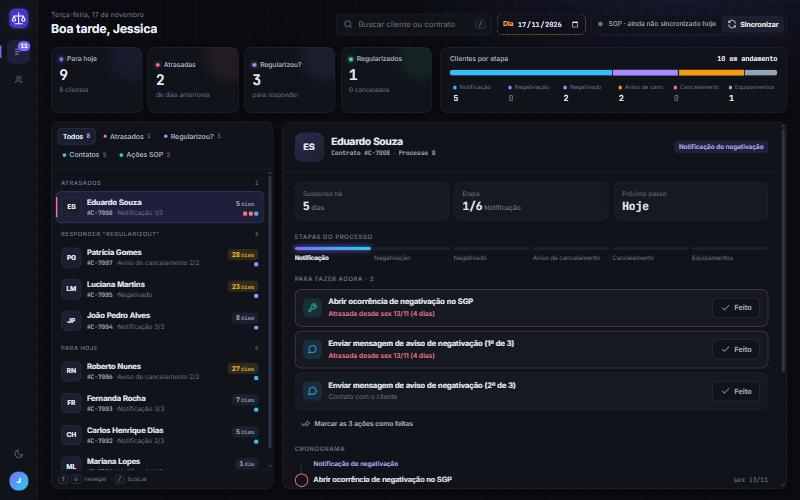 Terça-feira, 17 de novembro
Boa tarde, Jessica
Buscar cliente ou contrato /
Dia 17/11/2026
SGP · ainda não sincronizado hoje
Sincronizar
11
Para hoje
9
8 clientes
Atrasadas
2
de dias anteriores
Regularizou?
3
para responder
Regularizados
1
0 cancelados
Clientes por etapa 10 em andamento
Notificação Negativação Negativado Aviso de canc Cancelamento Equipamentos
5 0 2 2 0 1
Todos 8 Atrasados 1 Regularizou? 3
Contatos 5 Ações SGP 2
ATRASADOS 1
ES Eduardo Souza 5 dias
#C-7008 · Notificação 1/3
RESPONDER "REGULARIZOU" 3
PG Patrícia Gomes 28 dias
#C-7007 · Aviso de cancelamento 2/2
LM Luciana Martins 23 dias
#C-7005 · Negativado
JP João Pedro Alves 8 dias
#C-7004 · Notificação 3/3
PARA HOJE 4
RN Roberto Nunes 27 dias
#C-7006 · Aviso de cancelamento 2/2
FR Fernanda Rocha 7 dias
#C-7003 · Notificação 3/3
CH Carlos Henrique Dias 5 dias
#C-7002 · Notificação 2/3
ML Mariana Lopes 1 dia
↑ ↓ navegar / buscar
J
ES Eduardo Souza
Contrato #C-7008 · Processo 8
Notificação de negativação
Suspenso há
5 dias
Etapa
1/6 Notificação
Próximo passo
Hoje
ETAPAS DO PROCESSO
Notificação Negativação Negativado Aviso de cancelamento Cancelamento Equipamentos
PARA FAZER AGORA · 3
Abrir ocorrência de negativação no SGP
Atrasada desde sex 13/11 (4 dias)
Feito
Enviar mensagem de aviso de negativação (1ª de 3)
Atrasada desde sex 13/11 (4 dias)
Feito
Enviar mensagem de aviso de negativação (2ª de 3)
Contato com o cliente
Feito
Marcar as 3 ações como feitas
CRONOGRAMA
Notificação de negativação
Abrir ocorrência de negativação no SGP sex 13/11